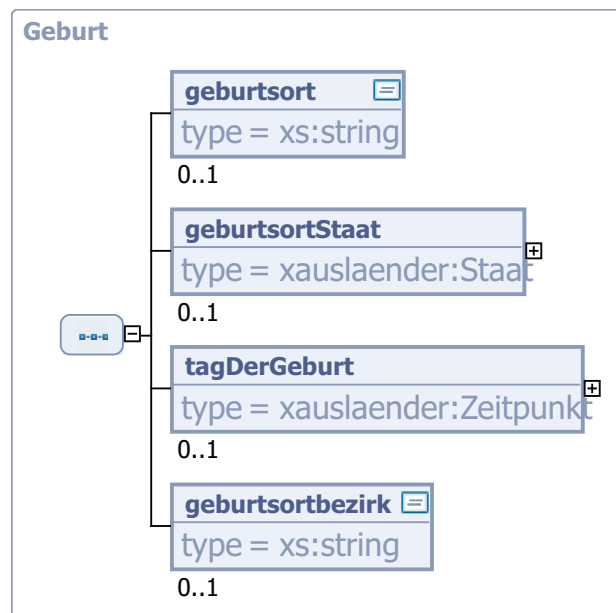 Geburt
geburtsort
type = xs:string
0..1
geburtsortStaat
type = xauslaender:Staat
0..1
tagDerGeburt
type = xauslaender:Zeitpunkt
0..1
geburtsortbezirk
type = xs:string
0..1